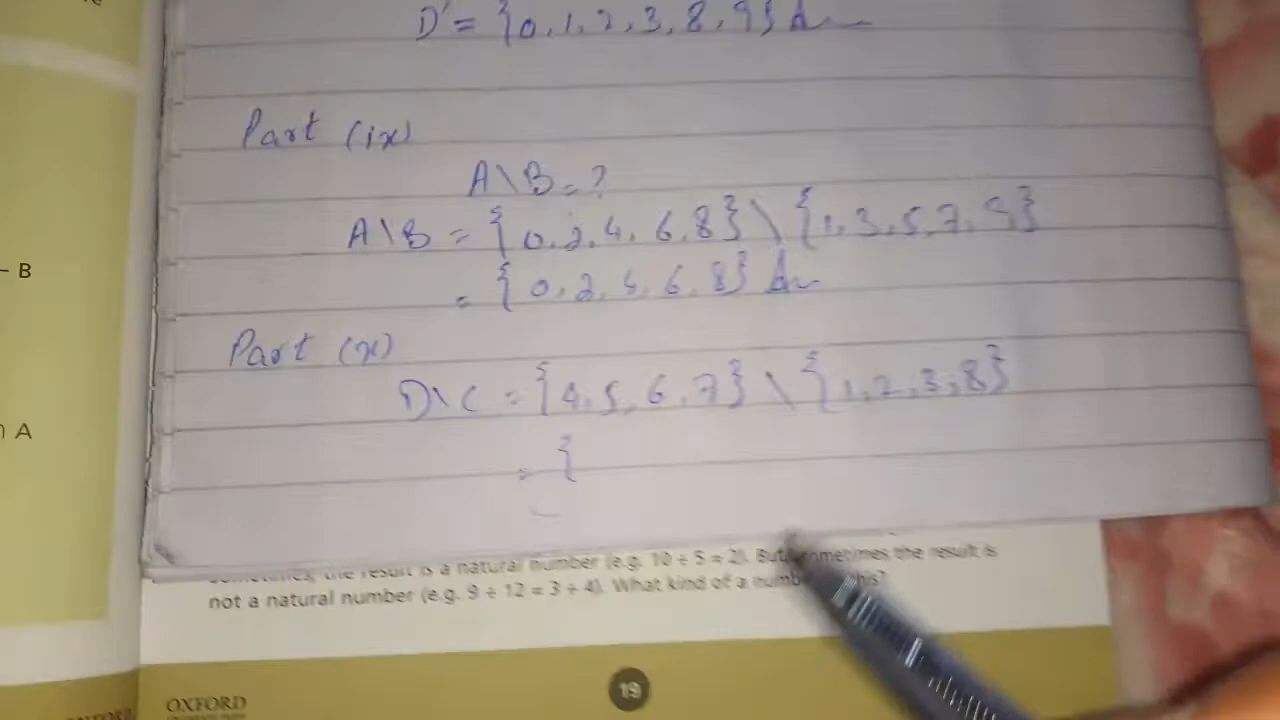 D' = {0, 1, 2, 3, 8, 9}
Part (ix)
A\B = ?
A\B = {0, 2, 4, 6, 8} \ {1, 3, 5, 7, 9}
= {0, 2, 4, 6, 8}
Part (x)
D\C = {4, 5, 6, 7} \ {1, 2, 3, 8}
= {
– B
A
the result is a natural number (e.g. 10 ÷ 5 = 2). But sometimes the result is
not a natural number (e.g. 9 ÷ 12 = 3 ÷ 4). What kind of a number this?
19
OXFORD